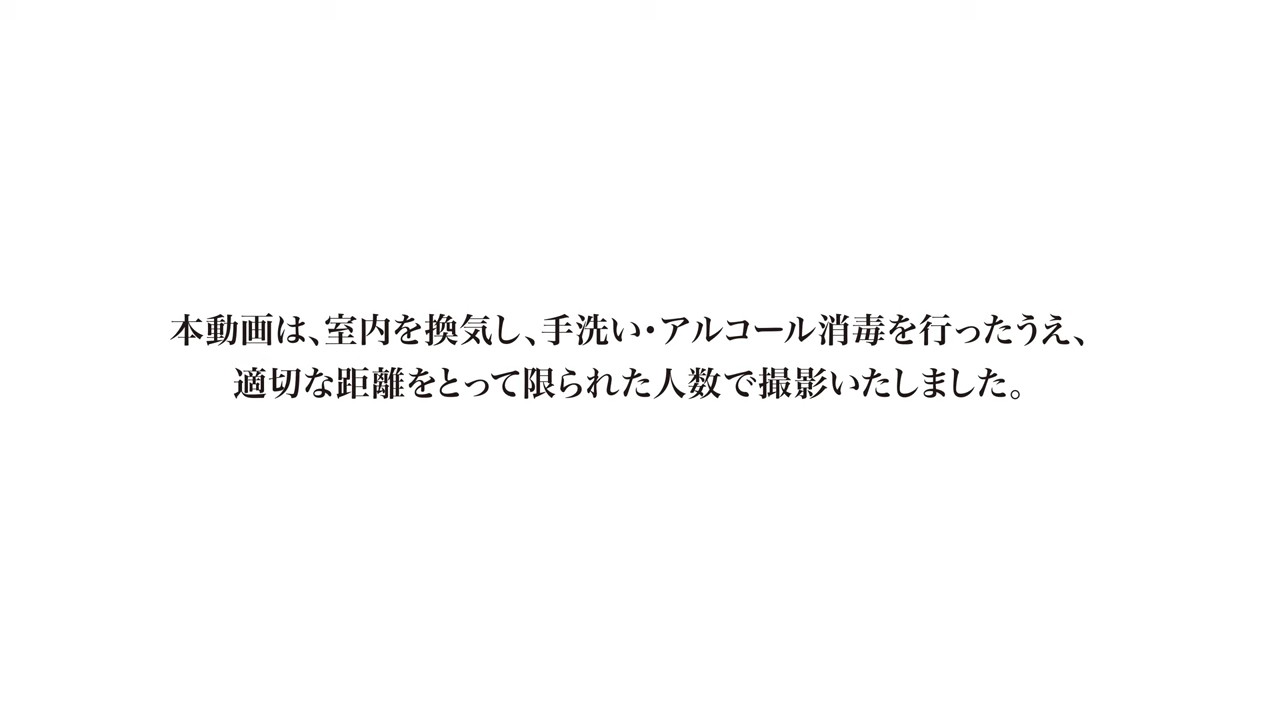 本動画は、室内を換気し、手洗い・アルコール消毒を行ったうえ、
適切な距離をとって限られた人数で撮影いたしました。